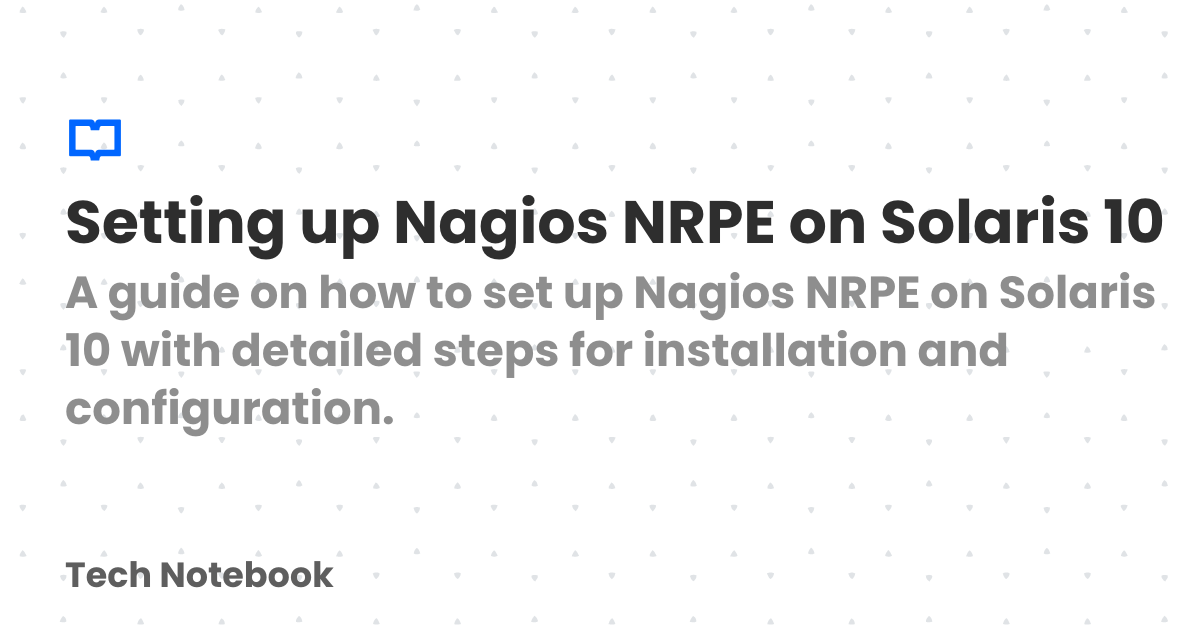 Setting up Nagios NRPE on Solaris 10
A guide on how to set up Nagios NRPE on Solaris
10 with detailed steps for installation and
configuration.
Tech Notebook